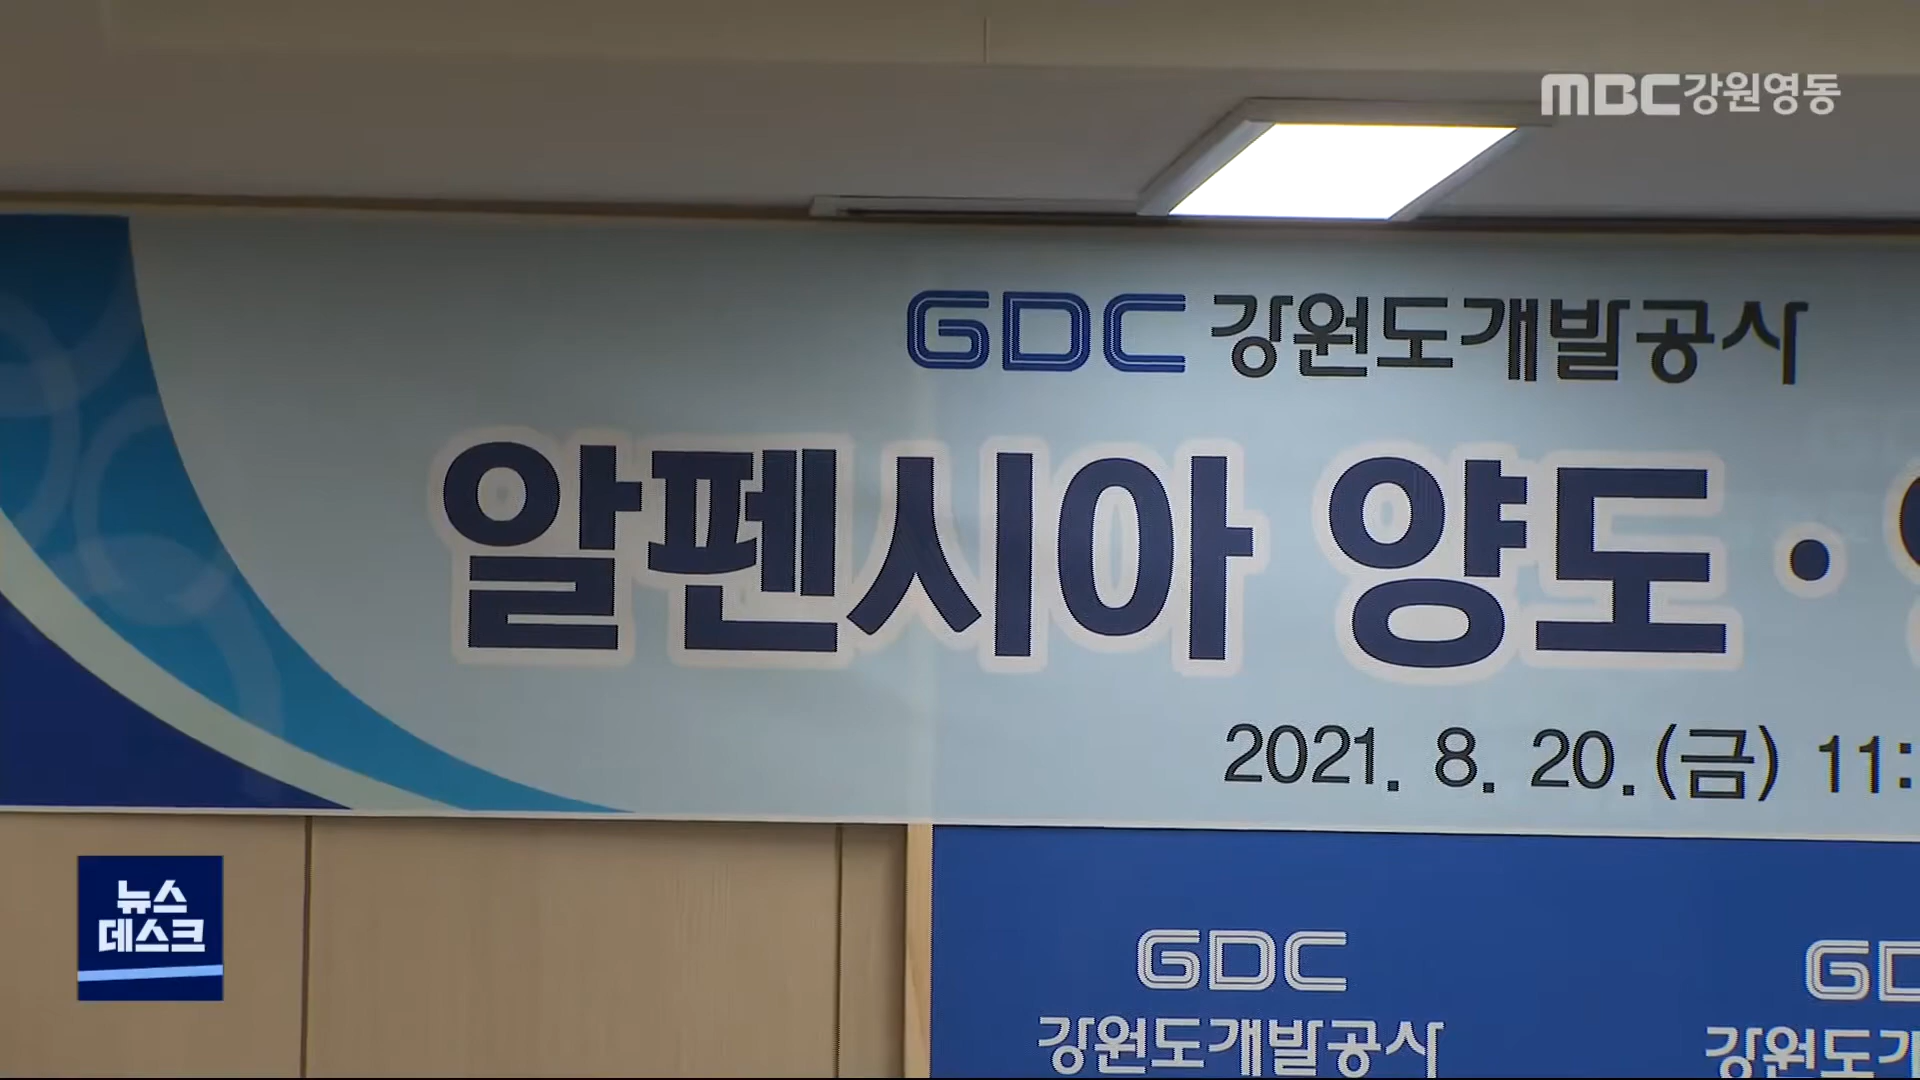 MBC강원영동
GDC 강원도개발공사
알펜시아 양도·
2021. 8. 20.(금) 11:
뉴스
데스크
GDC
강원도개발공사